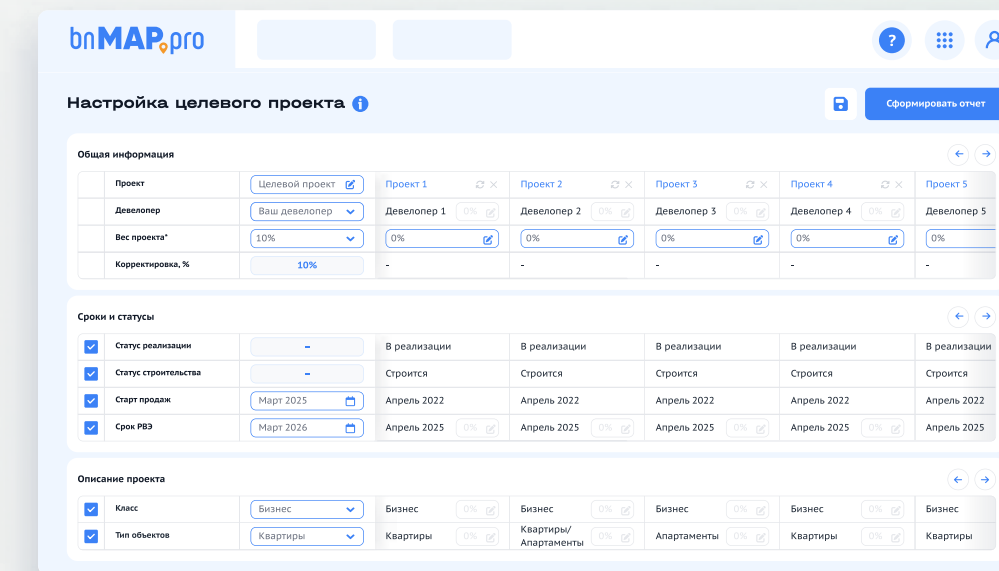 bnMAP.pro
?
Настройка целевого проекта i
Сформировать отчет
Общая информация
Проект Целевой проект Проект 1 Проект 2 Проект 3 Проект 4 Проект 5
Девелопер Ваш девелопер Девелопер 1 0% Девелопер 2 0% Девелопер 3 0% Девелопер 4 0% Девелопер 5
Вес проекта* 10% 0% 0% 0% 0% 0%
Корректировка, % 10% - - - - -
Сроки и статусы
Статус реализации – В реализации В реализации В реализации В реализации В реализации
Статус строительства – Строится Строится Строится Строится Строится
Старт продаж Март 2025 Апрель 2022 Апрель 2022 Апрель 2022 Апрель 2022 Апрель 2022
Срок РВЭ Март 2026 Апрель 2025 0% Апрель 2025 0% Апрель 2025 0% Апрель 2025 0% Апрель 2025
Описание проекта
Класс Бизнес Бизнес 0% Бизнес 0% Бизнес 0% Бизнес 0% Бизнес
Тип объектов Квартиры Квартиры 0% Квартиры/ Апартаменты 0% Апартаменты 0% Квартиры 0% Квартиры